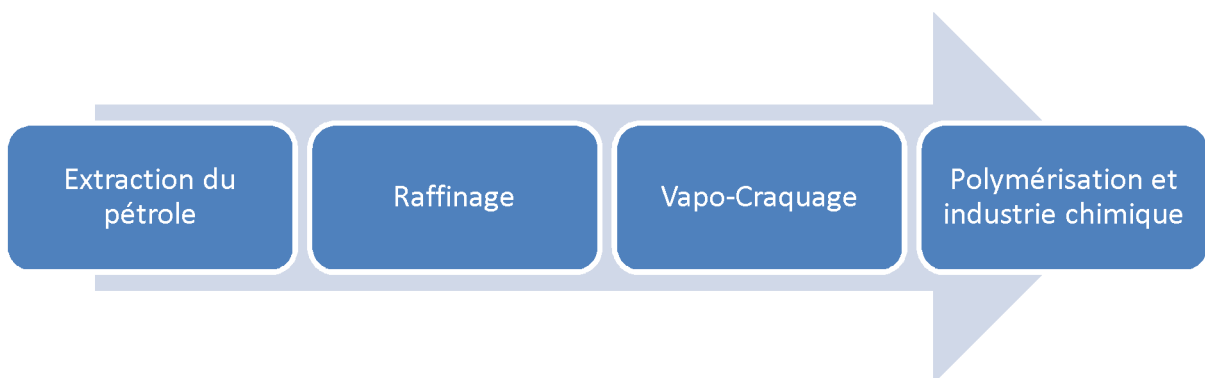 Extraction du
pétrole
Raffinage
Vapo-Craquage
Polymérisation et
industrie chimique